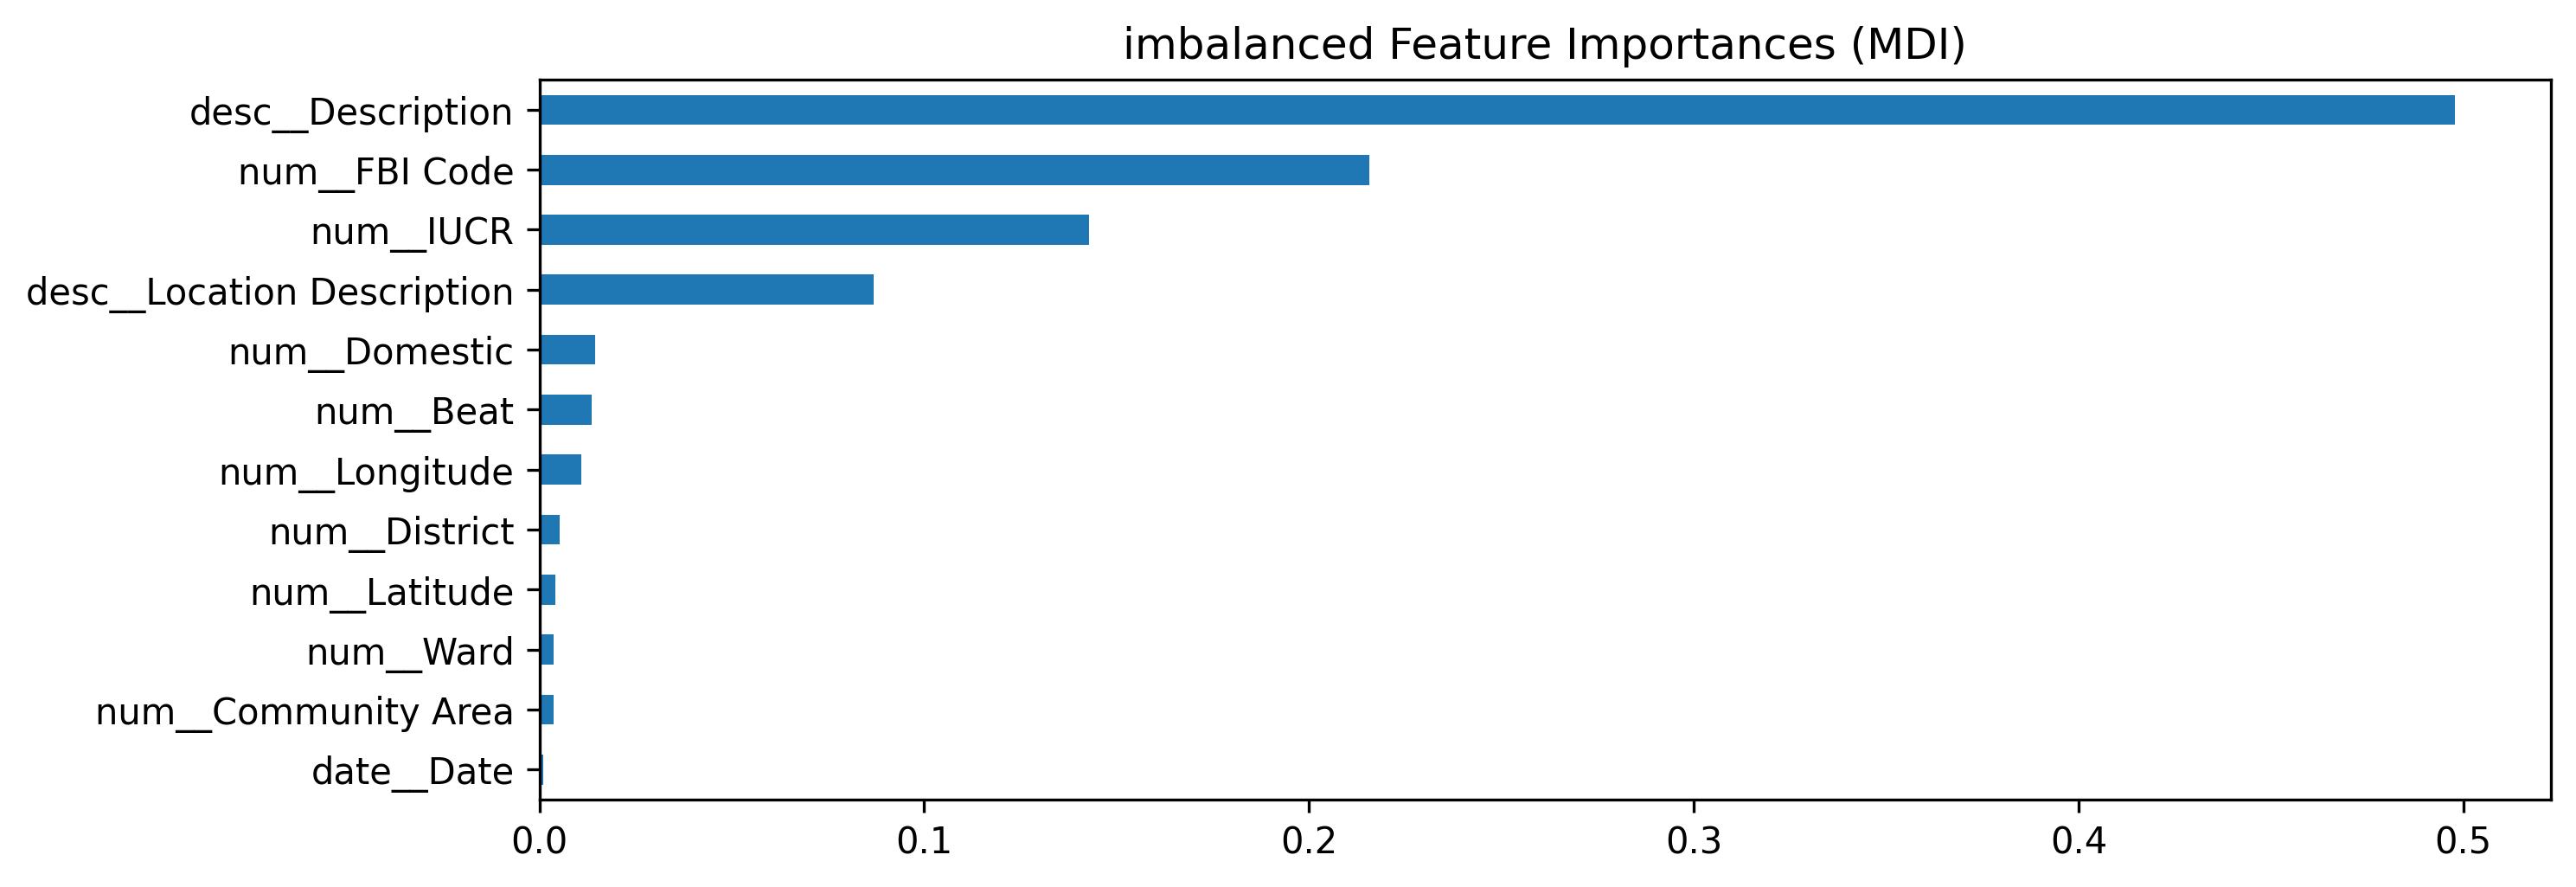 imbalanced Feature Importances (MDI)
desc__Description
num__FBI Code
num__IUCR
desc__Location Description
num__Domestic
num__Beat
num__Longitude
num__District
num__Latitude
num__Ward
num__Community Area
date__Date
0.0 0.1 0.2 0.3 0.4 0.5